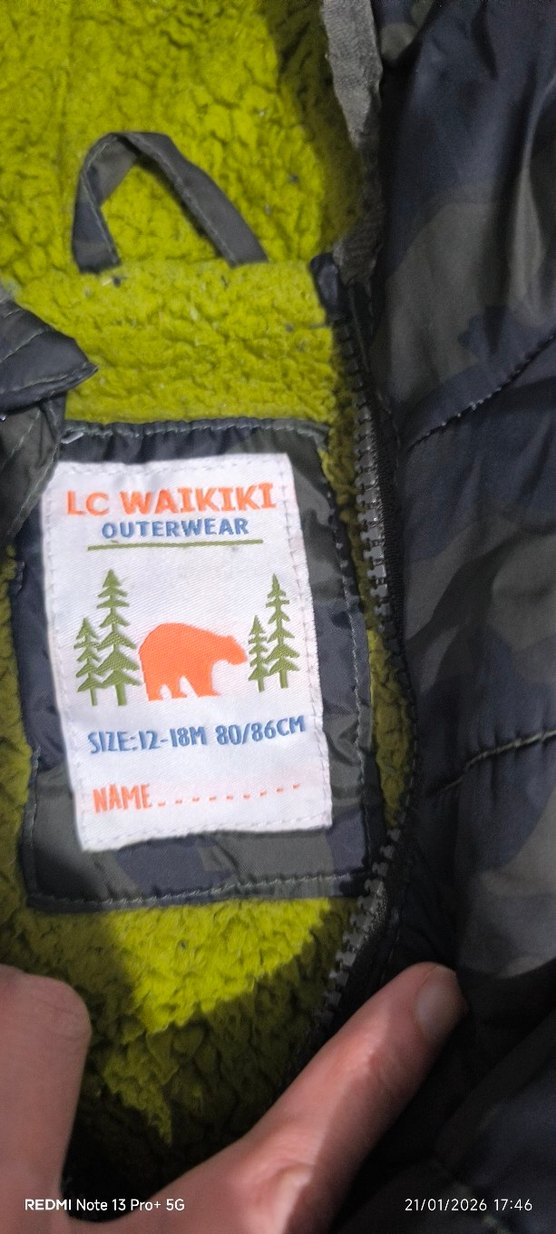 LC WAIKIKI
OUTERWEAR
SIZE:12-18M 80/86CM
NAME..........
REDMI Note 13 Pro+ 5G
21/01/2026 17:46